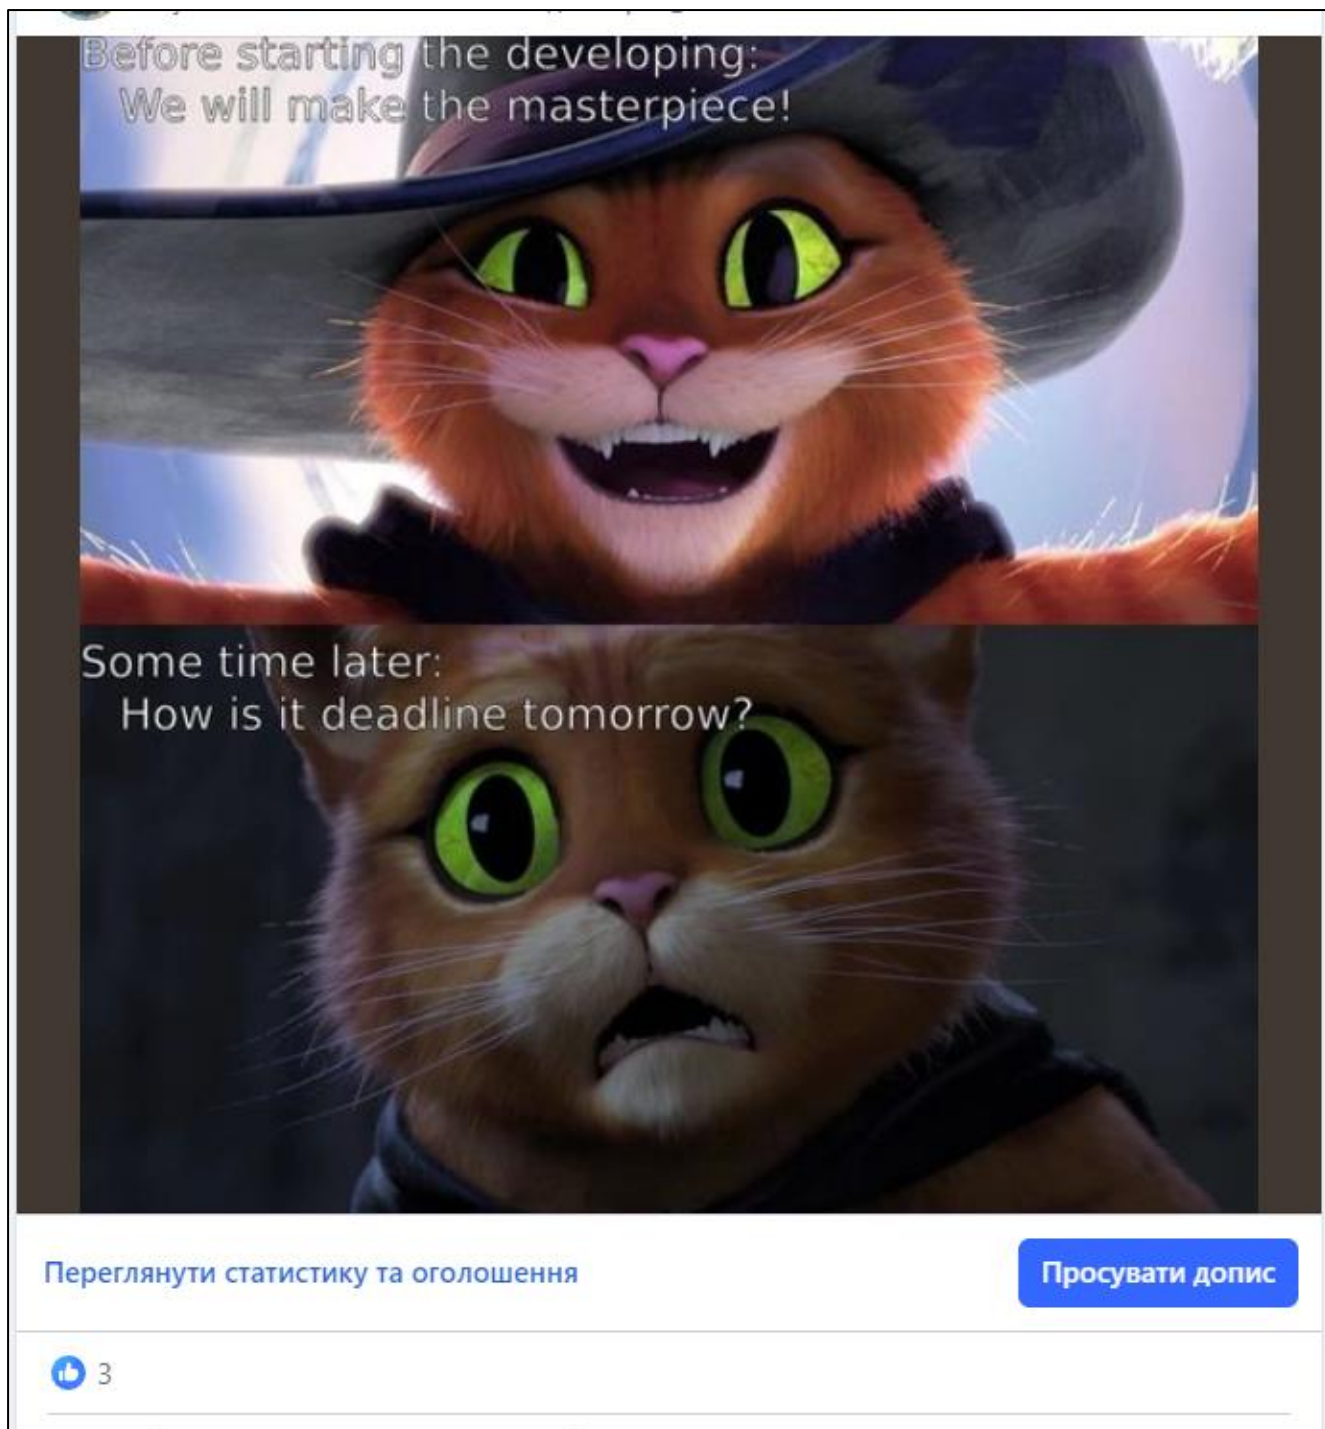 Before starting the developing:
We will make the masterpiece!
Some time later:
How is it deadline tomorrow?
Переглянути статистику та оголошення
Просувати допис
3